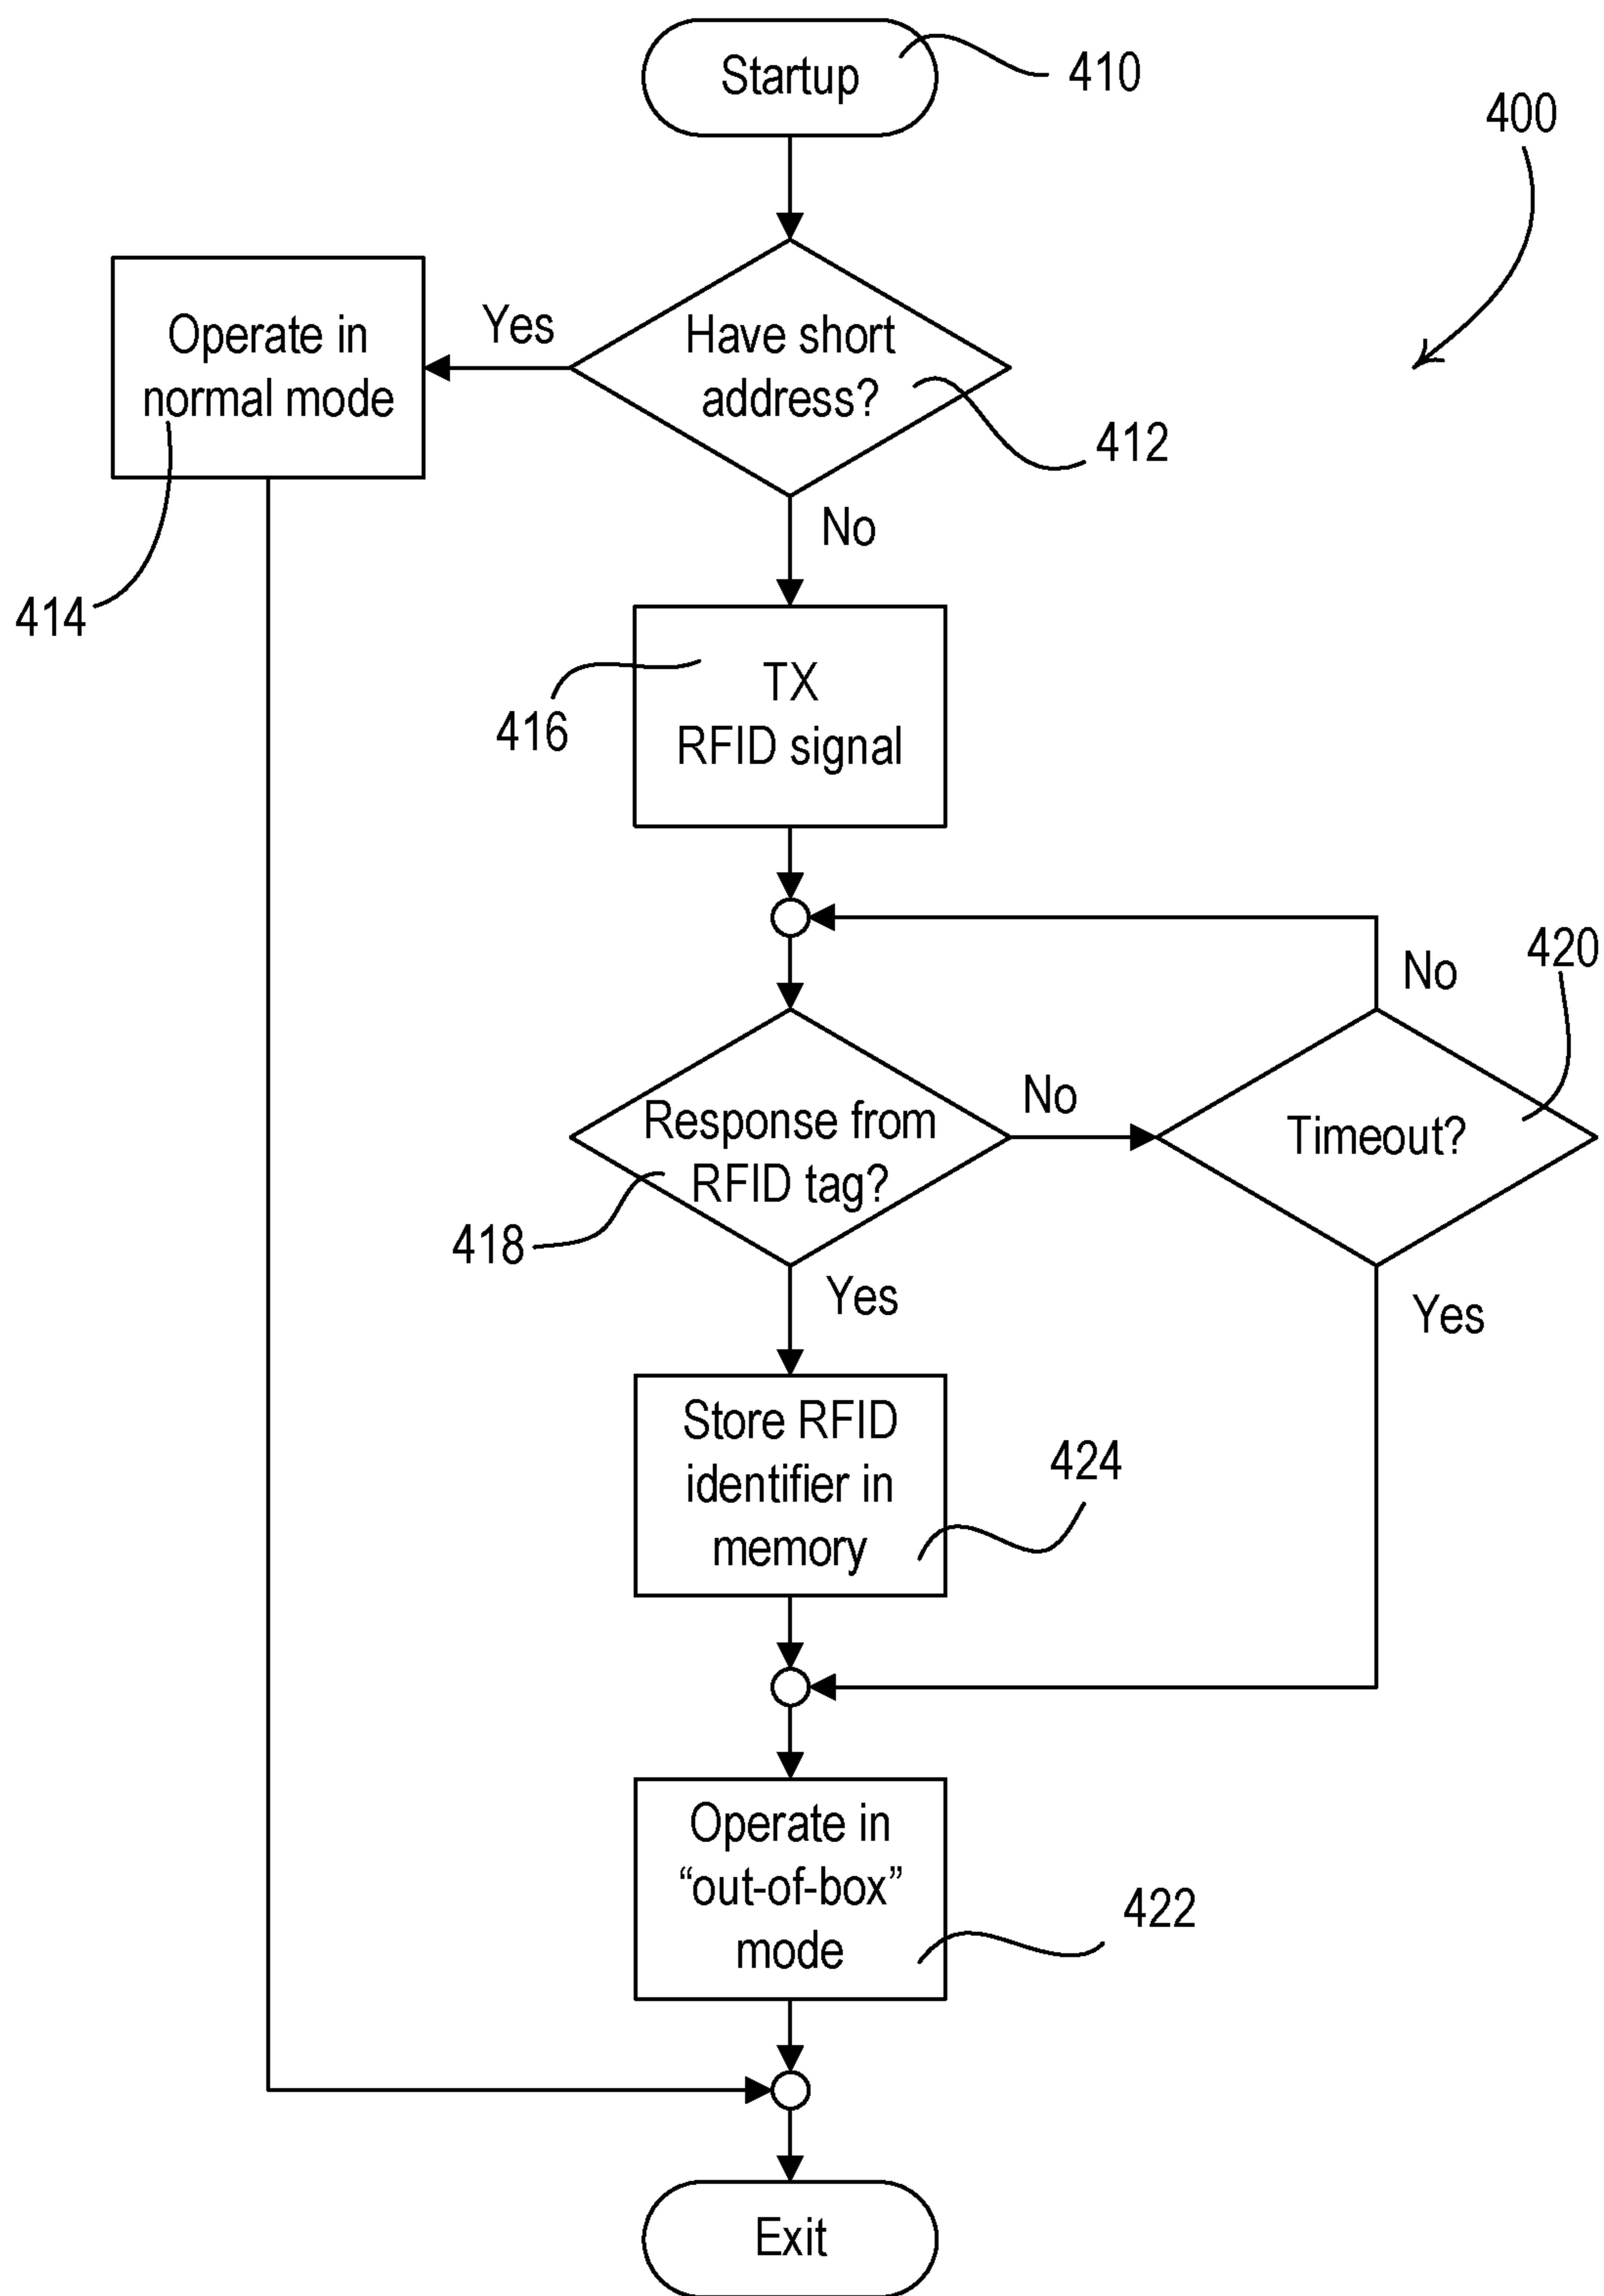 Startup
410
400
Operate in
normal mode
Yes
Have short
address?
412
No
414
TX
RFID signal
416
No
420
Response from
RFID tag?
No
Timeout?
418
Yes
Yes
Store RFID
identifier in
memory
424
Operate in
“out-of-box”
mode
422
Exit